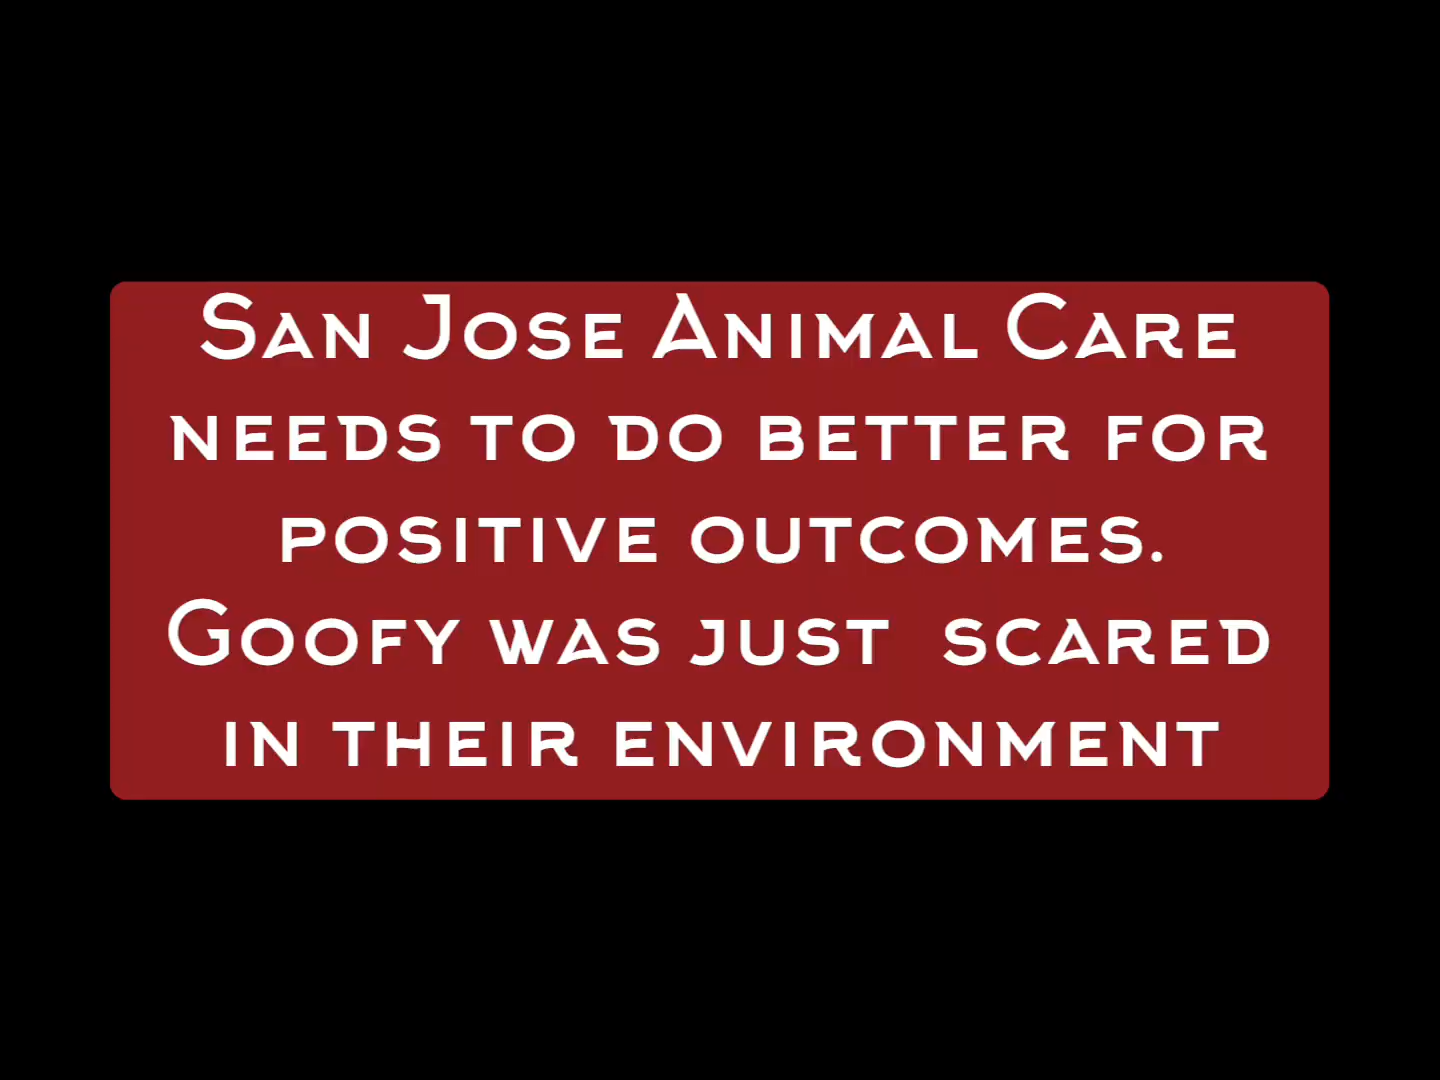 San Jose Animal Care
needs to do better for
positive outcomes.
Goofy was just  scared
in their environment